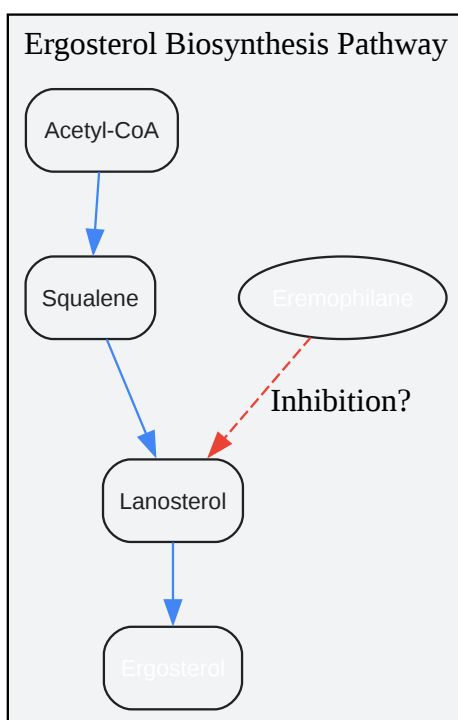 Ergosterol Biosynthesis Pathway
Acetyl-CoA
Squalene
Eremophilane
Inhibition?
Lanosterol
Ergosterol